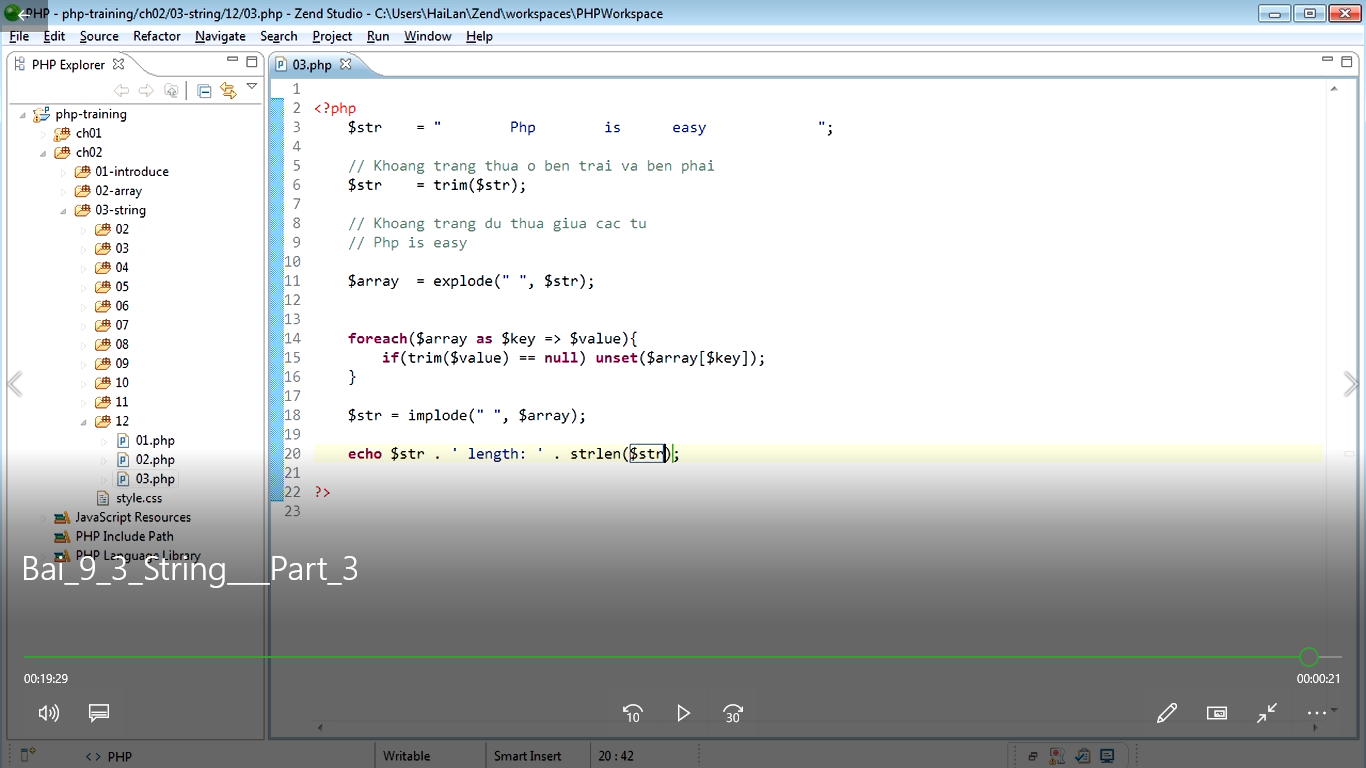 PHP - php-training/ch02/03-string/12/03.php - Zend Studio - C:\Users\HaiLan\Zend\workspaces\PHPWorkspace
File Edit Source Refactor Navigate Search Project Run Window Help
PHP Explorer
php-training
ch01
ch02
01-introduce
02-array
03-string
02
03
04
05
06
07
08
09
10
11
12
01.php
02.php
03.php
style.css
JavaScript Resources
PHP Include Path
PHP Language Library
03.php
1
2 <?php
3 $str = " Php is easy ";
4
5 // Khoang trang thua o ben trai va ben phai
6 $str = trim($str);
7
8 // Khoang trang du thua giua cac tu
9 // Php is easy
10
11 $array = explode(" ", $str);
12
13
14 foreach($array as $key => $value){
15 if(trim($value) == null) unset($array[$key]);
16 }
17
18 $str = implode(" ", $array);
19
20 echo $str . ' length: ' . strlen($str);
21
22 ?>
23
Bai_9_3_String___Part_3
00:19:29 00:00:21
10 30
PHP Writable Smart Insert 20 : 42